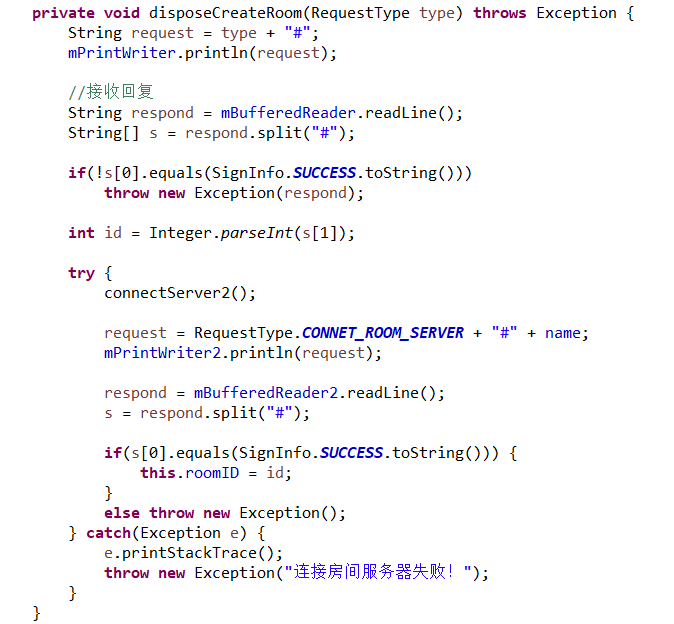 private void disposeCreateRoom(RequestType type) throws Exception {
String request = type + "#";
mPrintWriter.println(request);
//接收回复
String respond = mBufferedReader.readLine();
String[] s = respond.split("#");
if(!s[0].equals(SignInfo.SUCCESS.toString()))
throw new Exception(respond);
int id = Integer.parseInt(s[1]);
try {
connectServer2();
request = RequestType.CONNET_ROOM_SERVER + "#" + name;
mPrintWriter2.println(request);
respond = mBufferedReader2.readLine();
s = respond.split("#");
if(s[0].equals(SignInfo.SUCCESS.toString())) {
this.roomID = id;
}
else throw new Exception();
} catch(Exception e) {
e.printStackTrace();
throw new Exception("连接房间服务器失败！");
}
}